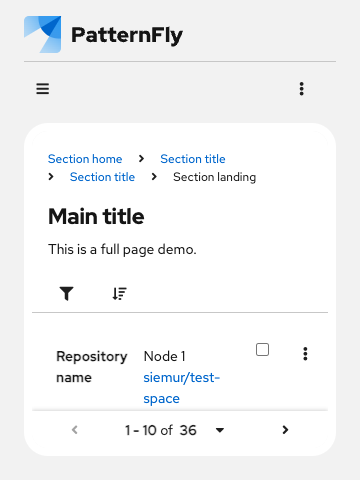 PatternFly
Section home > Section title
> Section title > Section landing
Main title
This is a full page demo.
Repository name
Node 1
siemur/test-space
1 - 10 of 36